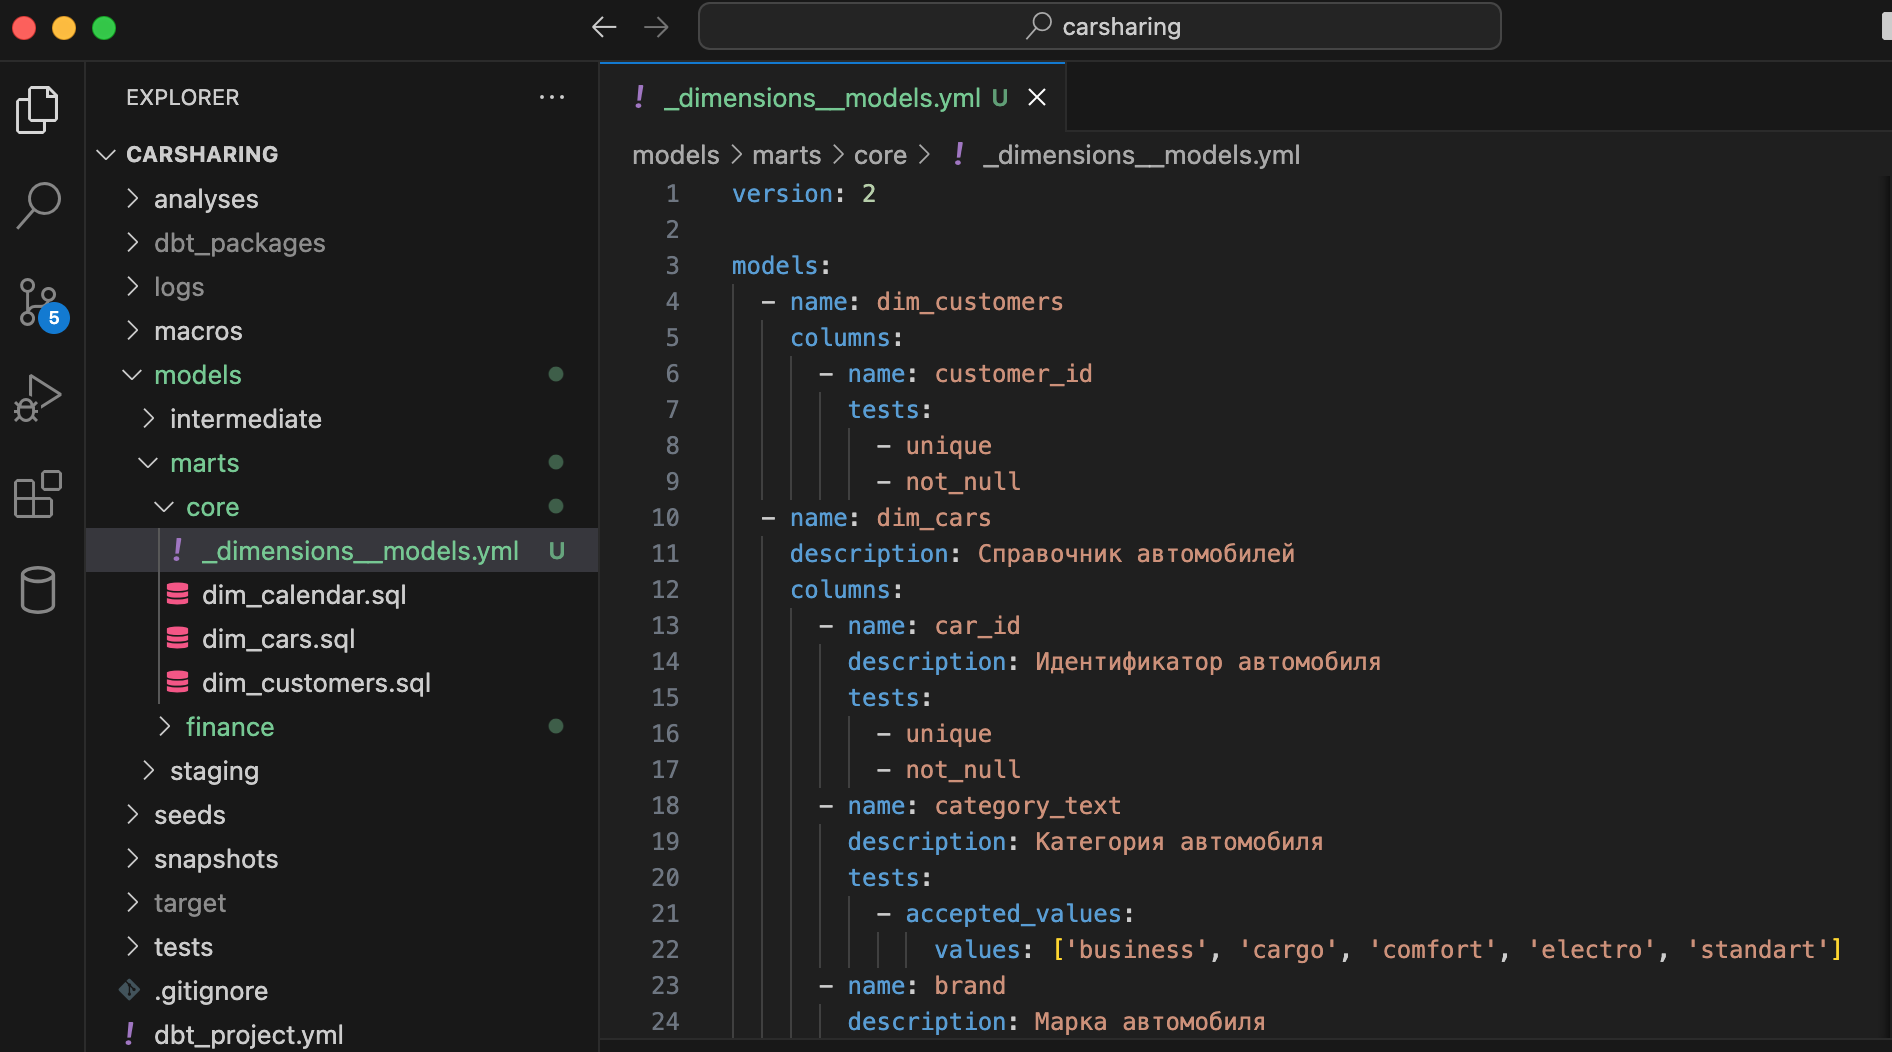 carsharing
EXPLORER
CARSHARING
analyses
dbt_packages
logs
macros
models
intermediate
marts
core
_dimensions__models.yml U
dim_calendar.sql
dim_cars.sql
dim_customers.sql
finance
staging
seeds
snapshots
target
tests
.gitignore
! dbt_project.yml
5
! _dimensions__models.yml U
models > marts > core > ! _dimensions__models.yml
1 version: 2
2
3 models:
4 - name: dim_customers
5 columns:
6 - name: customer_id
7 tests:
8 - unique
9 - not_null
10 - name: dim_cars
11 description: Справочник автомобилей
12 columns:
13 - name: car_id
14 description: Идентификатор автомобиля
15 tests:
16 - unique
17 - not_null
18 - name: category_text
19 description: Категория автомобиля
20 tests:
21 - accepted_values:
22 values: ['business', 'cargo', 'comfort', 'electro', 'standart']
23 - name: brand
24 description: Марка автомобиля